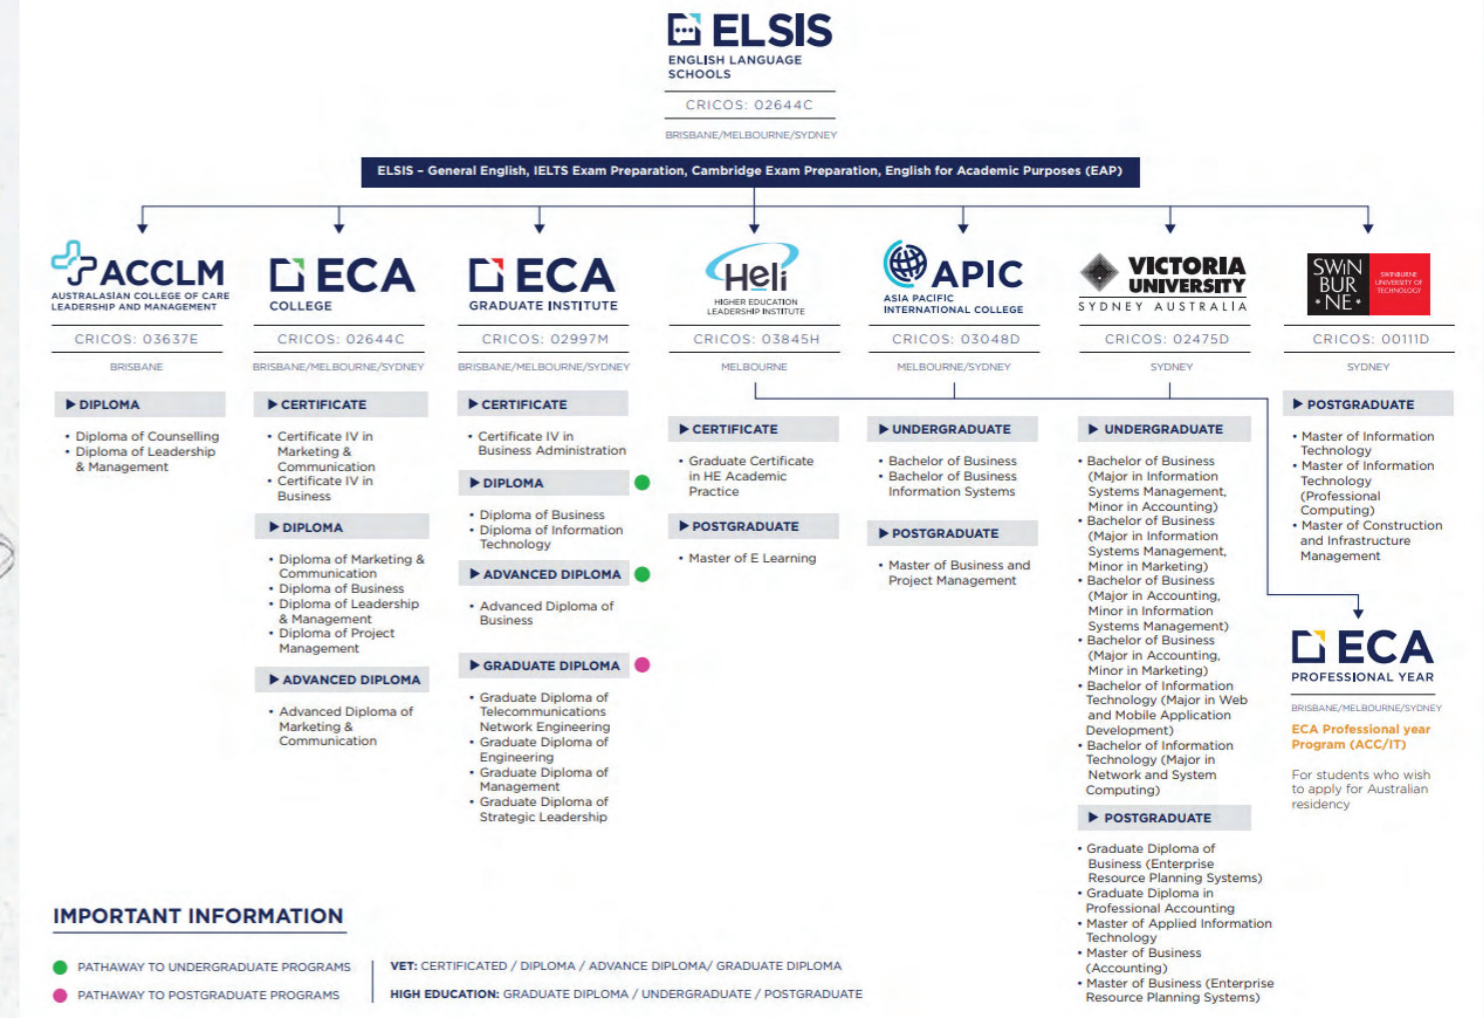 ELSIS
ENGLISH LANGUAGE
SCHOOLS
CRICOS: 02644C
BRISBANE/MELBOURNE/SYDNEY
ELSIS – General English, IELTS Exam Preparation, Cambridge Exam Preparation, English for Academic Purposes (EAP)
ACCLM
AUSTRALASIAN COLLEGE OF CARE
LEADERSHIP AND MANAGEMENT
CRICOS: 03637E
BRISBANE
DIPLOMA
• Diploma of Counselling
• Diploma of Leadership
& Management
ECA
COLLEGE
CRICOS: 02644C
BRISBANE/MELBOURNE/SYDNEY
CERTIFICATE
• Certificate IV in
Marketing &
Communication
• Certificate IV in
Business
DIPLOMA
• Diploma of Marketing &
Communication
• Diploma of Business
• Diploma of Leadership
& Management
• Diploma of Project
Management
ADVANCED DIPLOMA
• Advanced Diploma of
Marketing &
Communication
ECA
GRADUATE INSTITUTE
CRICOS: 02997M
BRISBANE/MELBOURNE/SYDNEY
CERTIFICATE
• Certificate IV in
Business Administration
DIPLOMA
• Diploma of Business
• Diploma of Information
Technology
ADVANCED DIPLOMA
• Advanced Diploma of
Business
GRADUATE DIPLOMA
• Graduate Diploma of
Telecommunications
Network Engineering
• Graduate Diploma of
Engineering
• Graduate Diploma of
Management
• Graduate Diploma of
Strategic Leadership
Heli
HIGHER EDUCATION
LEADERSHIP INSTITUTE
CRICOS: 03845H
MELBOURNE
CERTIFICATE
• Graduate Certificate
in HE Academic
Practice
POSTGRADUATE
• Master of E Learning
APIC
ASIA PACIFIC
INTERNATIONAL COLLEGE
CRICOS: 03048D
MELBOURNE/SYDNEY
UNDERGRADUATE
• Bachelor of Business
• Bachelor of Business
Information Systems
POSTGRADUATE
• Master of Business and
Project Management
VICTORIA
UNIVERSITY
SYDNEY AUSTRALIA
CRICOS: 02475D
SYDNEY
UNDERGRADUATE
• Bachelor of Business
(Major in Information
Systems Management,
Minor in Accounting)
• Bachelor of Business
(Major in Information
Systems Management,
Minor in Marketing)
• Bachelor of Business
(Major in Accounting,
Minor in Information
Systems Management)
• Bachelor of Business
(Major in Accounting,
Minor in Marketing)
• Bachelor of Information
Technology (Major in Web
and Mobile Application
Development)
• Bachelor of Information
Technology (Major in
Network and System
Computing)
POSTGRADUATE
• Graduate Diploma of
Business (Enterprise
Resource Planning Systems)
• Graduate Diploma in
Professional Accounting
• Master of Applied Information
Technology
• Master of Business
(Accounting)
• Master of Business (Enterprise
Resource Planning Systems)
SWIN
BUR
• NE •
SWINBURNE
UNIVERSITY OF
TECHNOLOGY
CRICOS: 00111D
SYDNEY
POSTGRADUATE
• Master of Information
Technology
• Master of Information
Technology
(Professional
Computing)
• Master of Construction
and Infrastructure
Management
ECA
PROFESSIONAL YEAR
BRISBANE/MELBOURNE/SYDNEY
ECA Professional year
Program (ACC/IT)
For students who wish
to apply for Australian
residency
IMPORTANT INFORMATION
PATHAWAY TO UNDERGRADUATE PROGRAMS
PATHAWAY TO POSTGRADUATE PROGRAMS
VET: CERTIFICATED / DIPLOMA / ADVANCE DIPLOMA/ GRADUATE DIPLOMA
HIGH EDUCATION: GRADUATE DIPLOMA / UNDERGRADUATE / POSTGRADUATE